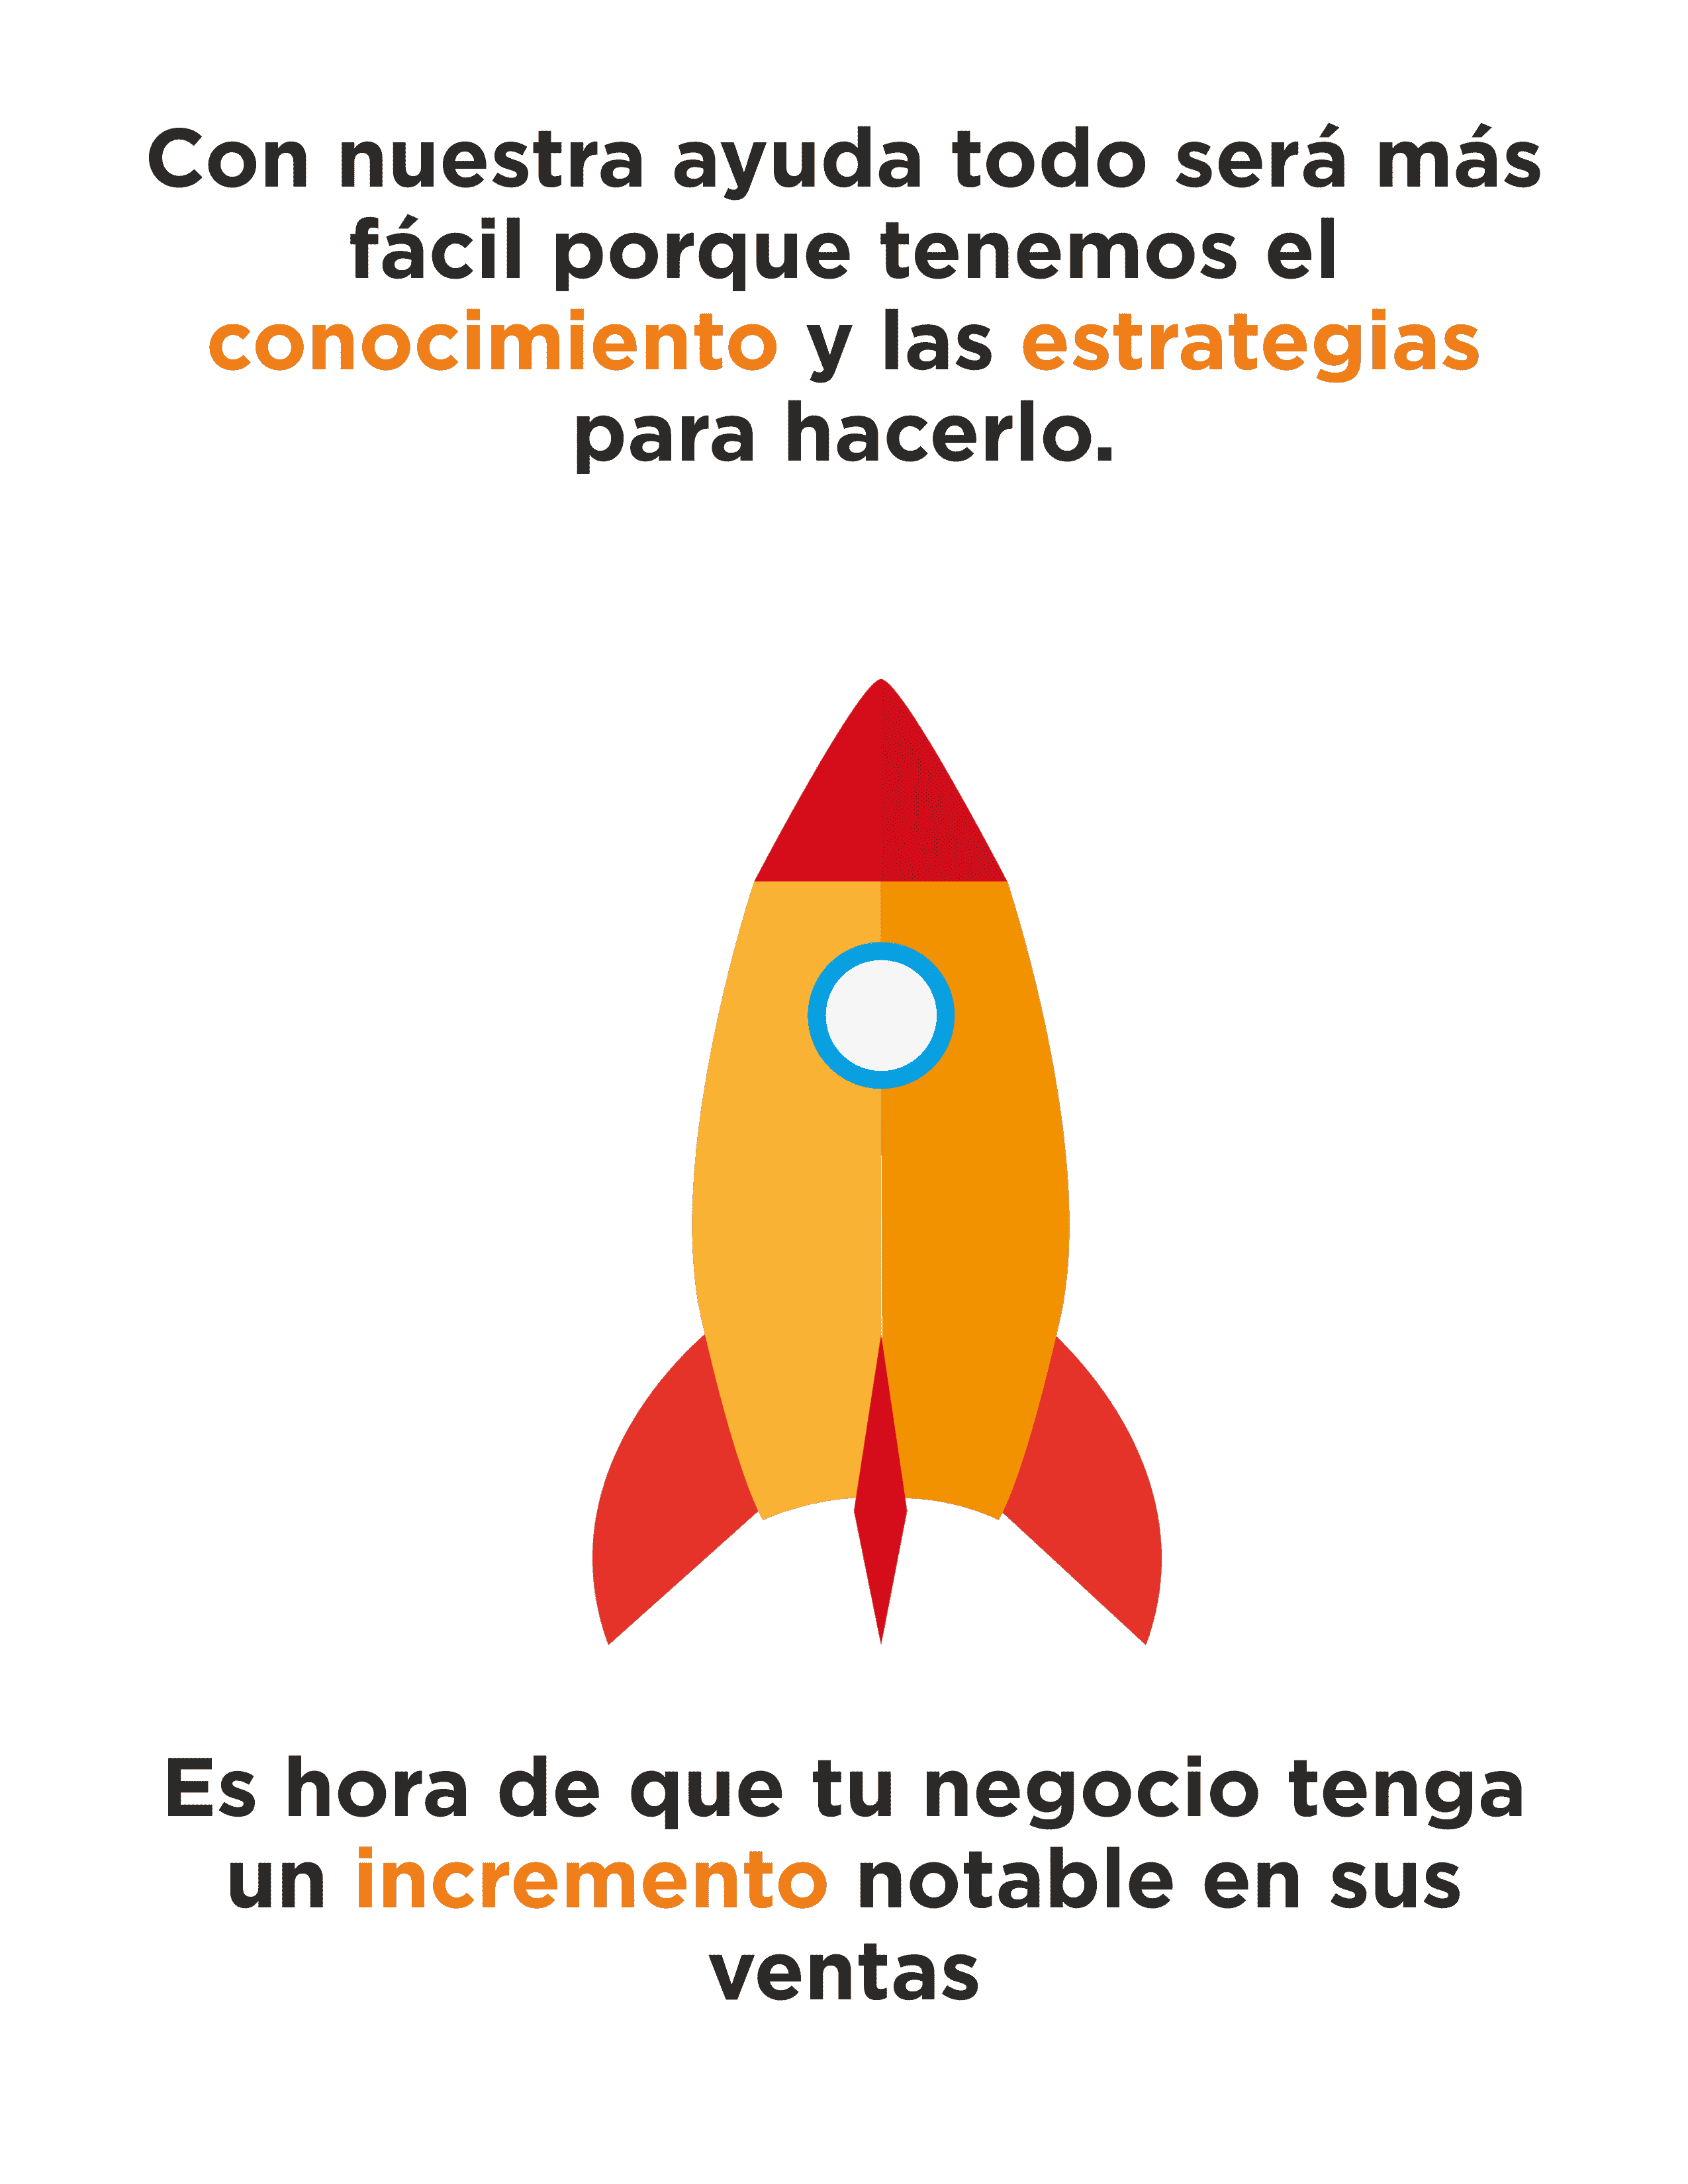 Con nuestra ayuda todo será más
fácil porque tenemos el
conocimiento y las estrategias
para hacerlo.
Es hora de que tu negocio tenga
un incremento notable en sus
ventas